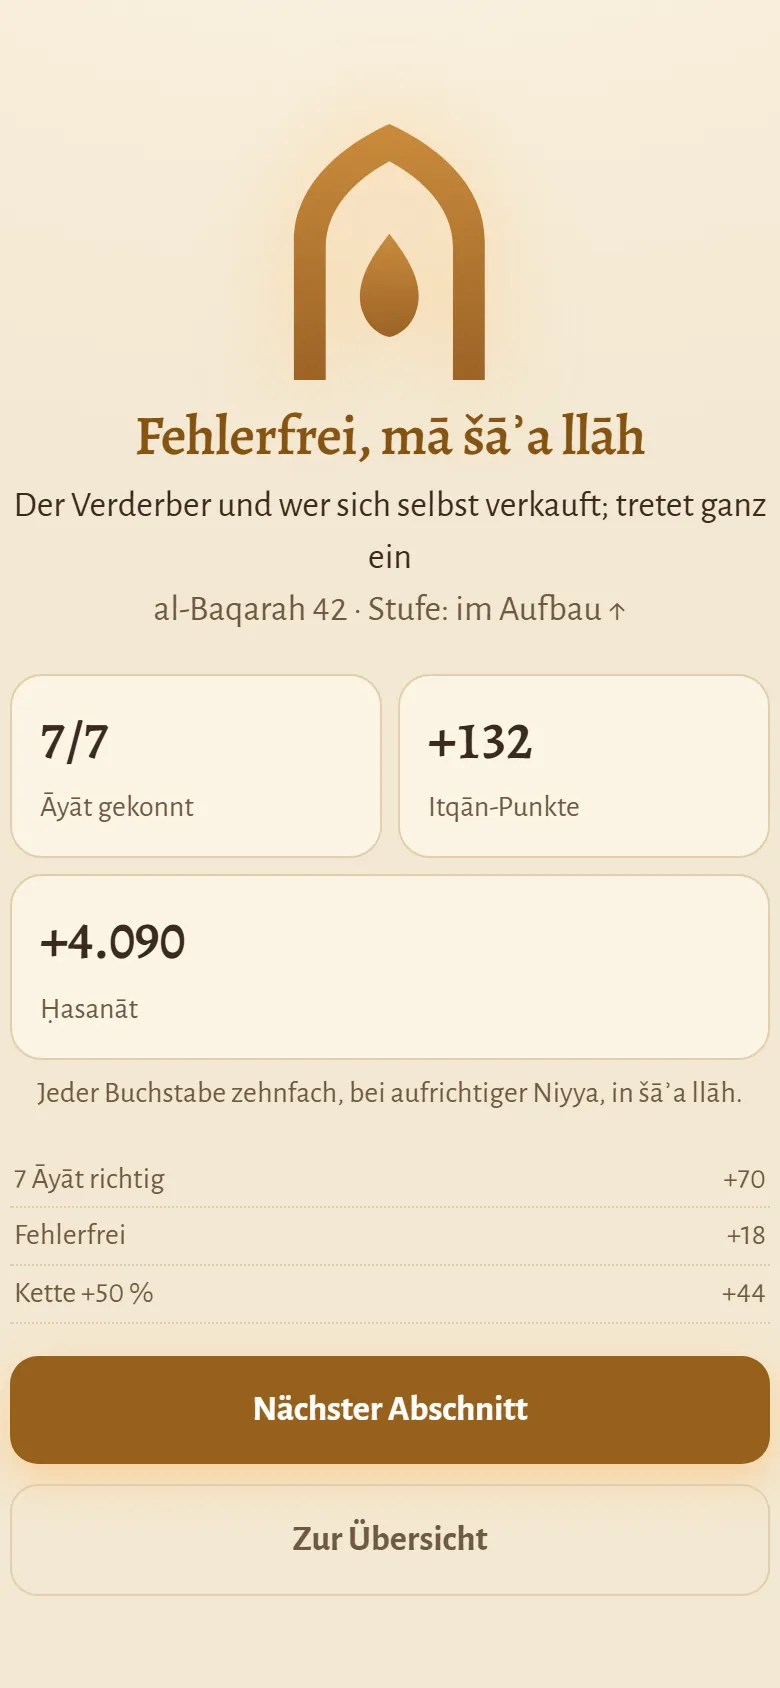 Fehlerfrei, mā šāʾa llāh
Der Verderber und wer sich selbst verkauft; tretet ganz
ein
al-Baqarah 42 · Stufe: im Aufbau ↑
7/7
Āyāt gekonnt
+132
Itqān-Punkte
+4.090
Ḥasanāt
Jeder Buchstabe zehnfach, bei aufrichtiger Niyya, in šāʾa llāh.
7 Āyāt richtig +70
Fehlerfrei +18
Kette +50 % +44
Nächster Abschnitt
Zur Übersicht